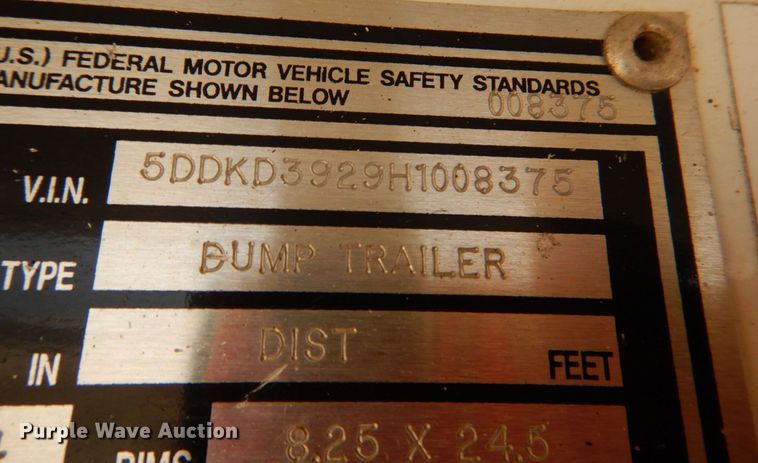 U.S.) FEDERAL MOTOR VEHICLE SAFETY STANDARDS
ANUFACTURE SHOWN BELOW
008375
V.I.N. 5DDKD3929H1008375
TYPE DUMP TRAILER
IN DIST FEET
RIMS 8.25 X 24.5
Purple Wave Auction